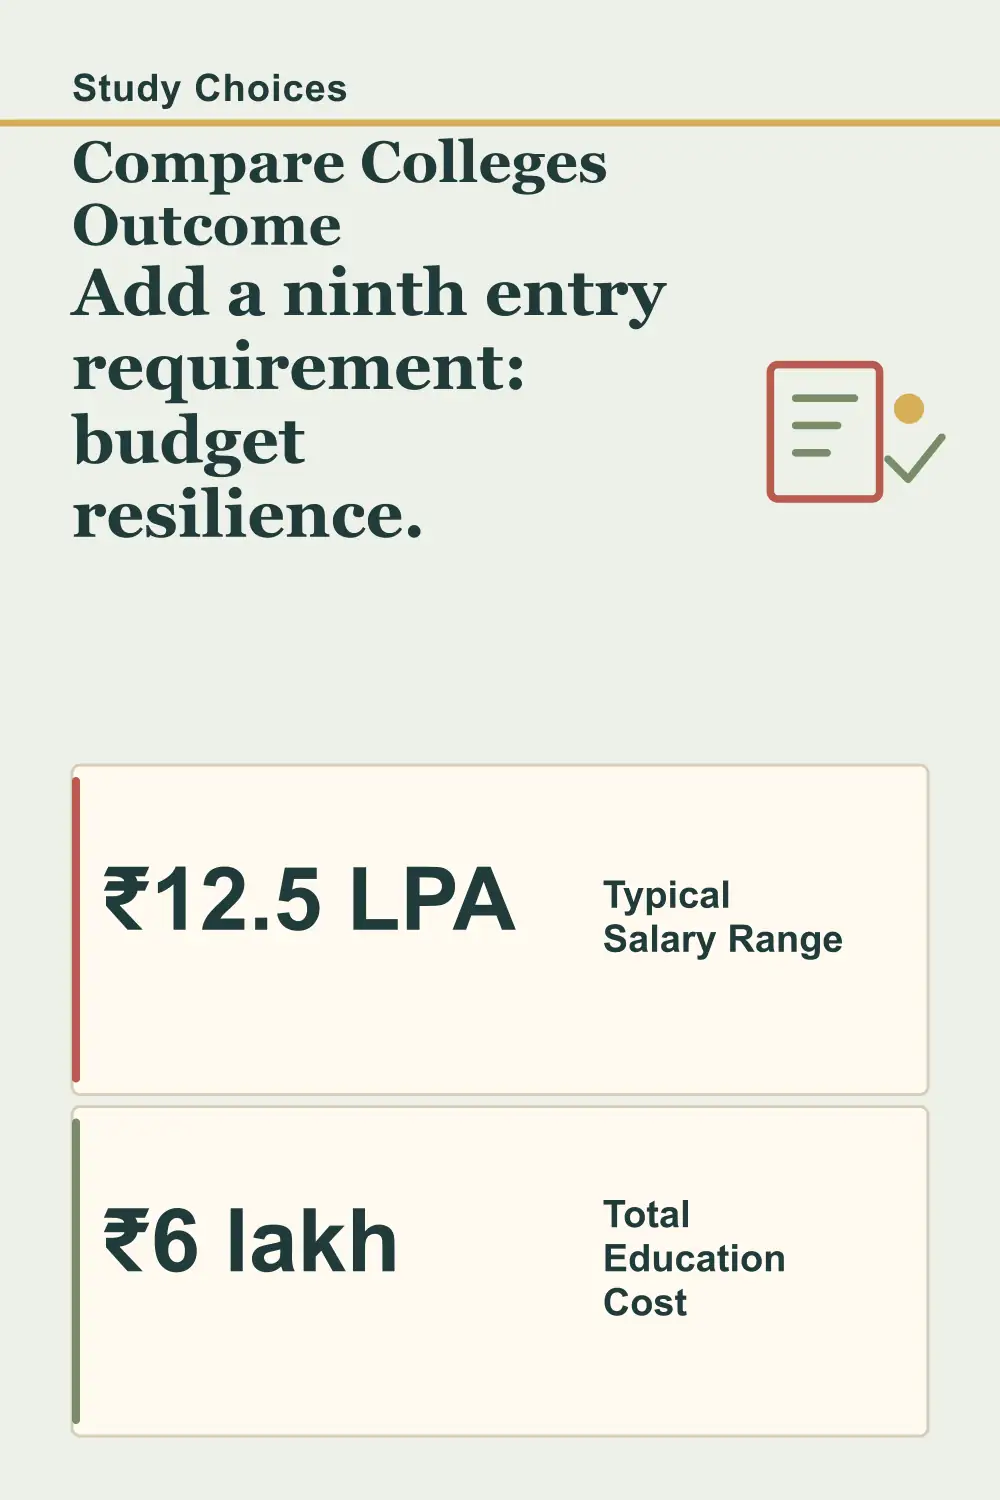 Study Choices
Compare Colleges
Outcome
Add a ninth entry
requirement:
budget
resilience.
₹12.5 LPA
Typical
Salary Range
₹6 lakh
Total
Education
Cost